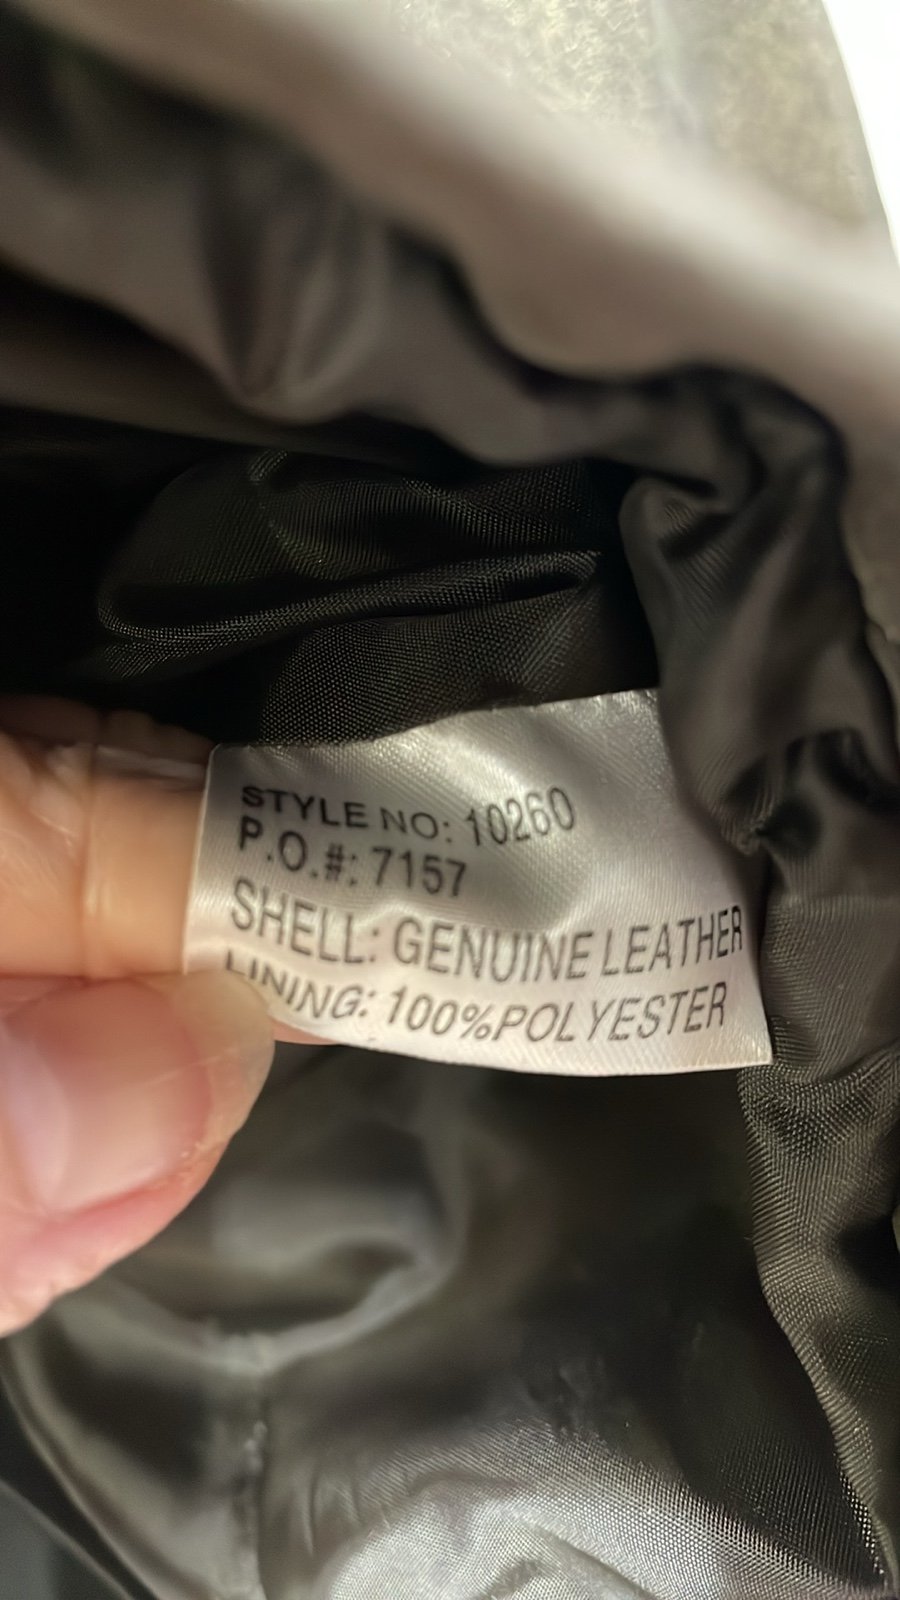 STYLE NO: 10260
P.O.#: 7157
SHELL: GENUINE LEATHER
LINING: 100%POLYESTER